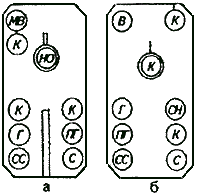 МВ В К
К
НО К
К К Г СН
Г ПГ ПГ К
СС С СС С
а б